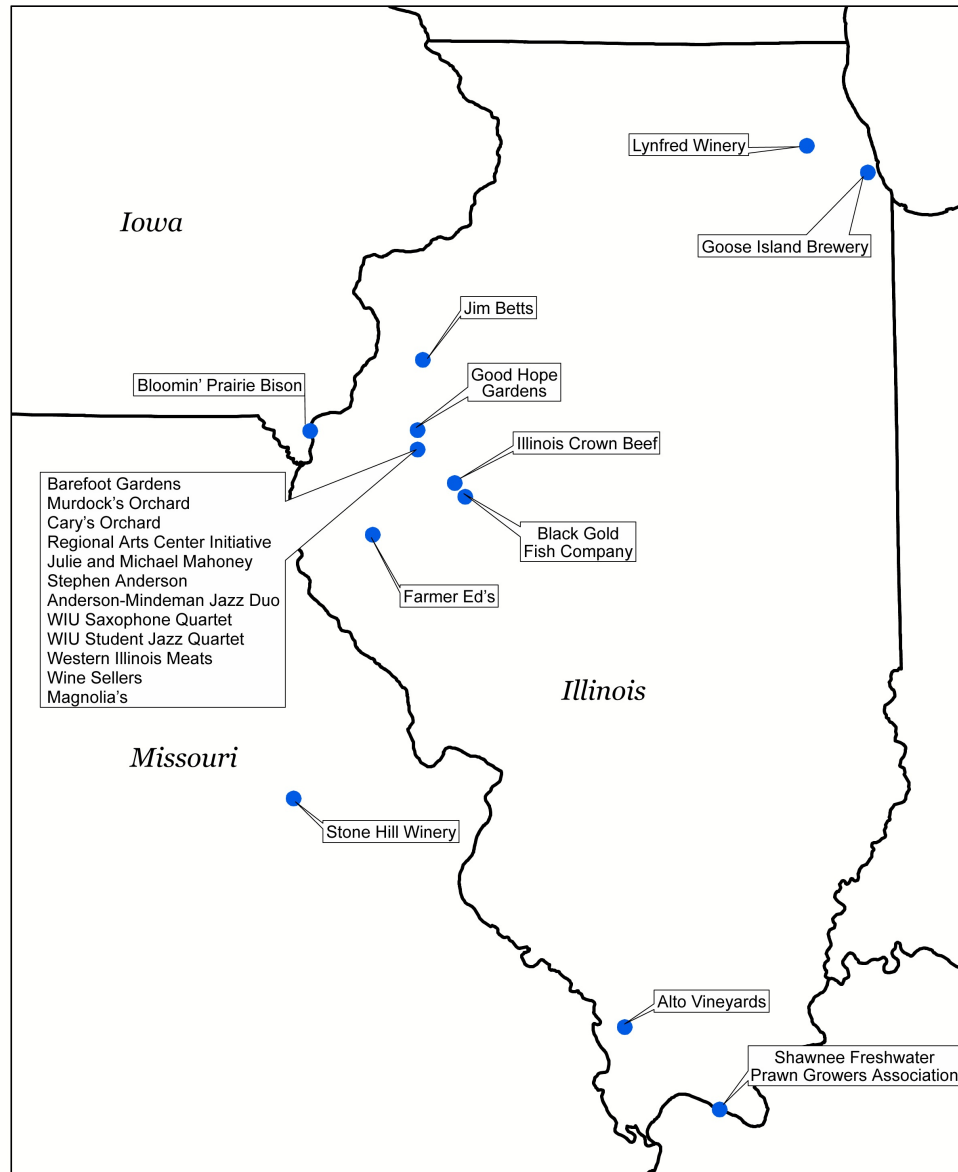 Lynfred Winery
Iowa
Goose Island Brewery
Jim Betts
Good Hope
Gardens
Bloomin’ Prairie Bison
Illinois Crown Beef
Barefoot Gardens
Murdock’s Orchard
Cary’s Orchard
Regional Arts Center Initiative
Julie and Michael Mahoney
Stephen Anderson
Anderson-Mindeman Jazz Duo
WIU Saxophone Quartet
WIU Student Jazz Quartet
Western Illinois Meats
Wine Sellers
Magnolia’s
Black Gold
Fish Company
Farmer Ed’s
Illinois
Missouri
Stone Hill Winery
Alto Vineyards
Shawnee Freshwater
Prawn Growers Association